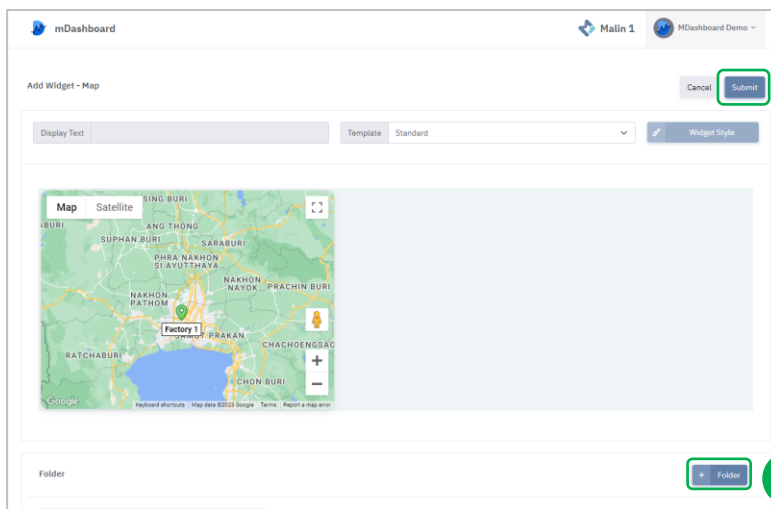 mDashboard
Malin 1
MDashboard Demo
Add Widget - Map
Cancel
Submit
Display Text
Template
Standard
Widget Style
Map
Satellite
SING BURI
BURI
ANG THONG
SUPHAN BURI
SARABURI
PHRA NAKHON
SI AYUTTHAYA
NAKHON
NAYOK
PRACHIN BURI
NAKHON
PATHOM
Factory 1
PRAKAN
CHACHOENGSAO
RATCHABURI
CHON BURI
+
−
Google
Keyboard shortcuts
Map data ©2023 Google
Terms
Report a map error
Folder
+ Folder